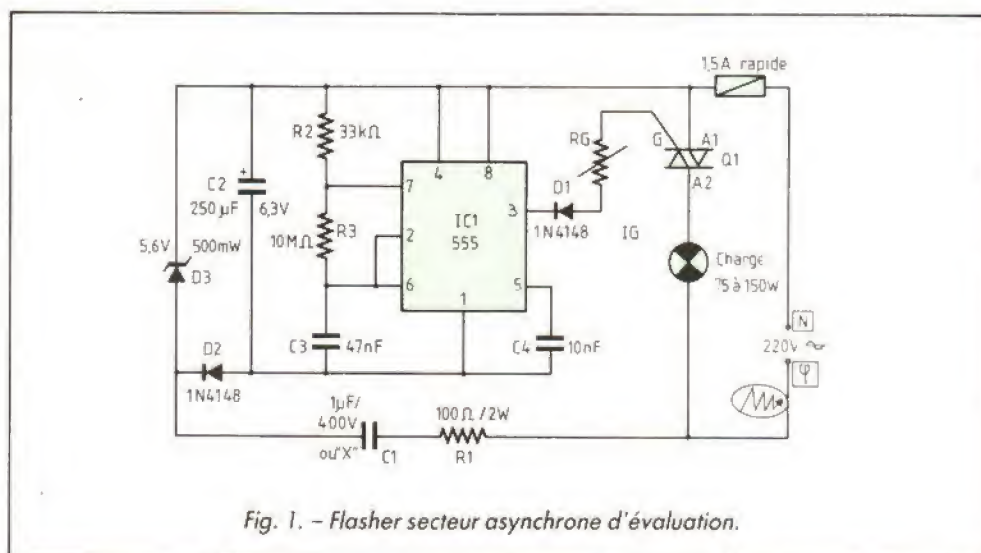 1,5A rapide
R2 33kΩ
C2 + 250µF 6,3V
4 8
RG
G A1
Q1
A2
7
D1
3
1N4148
IG
IC1
555
R3
10MΩ
2
6
5
1
5,6V 500mW
D3
Charge
75 à 150W
N
220V ~
φ
C3 47nF
C4 10nF
D2
1N4148
1µF/
400V
ou "X"
C1
100Ω/2W
R1
Fig. 1. – Flasher secteur asynchrone d'évaluation.